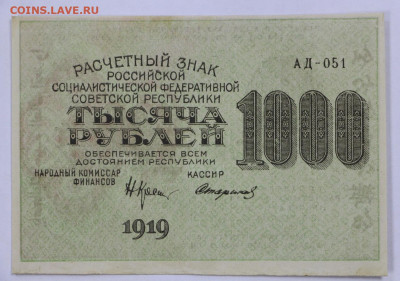 COINS.LAVE.RU
РАСЧЕТНЫЙ ЗНАК
РОССИЙСКОЙ
СОЦИАЛИСТИЧЕСКОЙ ФЕДЕРАТИВНОЙ
СОВЕТСКОЙ РЕСПУБЛИКИ
ТЫСЯЧА
РУБЛЕЙ
ОБЕСПЕЧИВАЕТСЯ ВСЕМ
ДОСТОЯНИЕМ РЕСПУБЛИКИ
НАРОДНЫЙ КОМИССАР
ФИНАНСОВ
КАССИР
1919
АД-051
1000